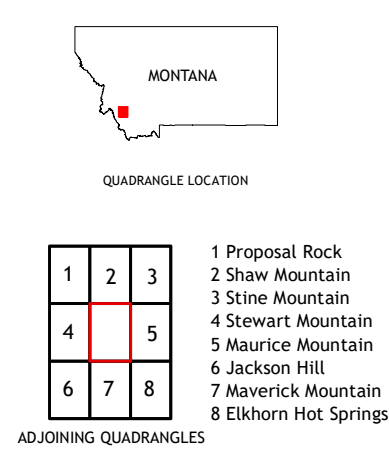 MONTANA
QUADRANGLE LOCATION
1 2 3
4 5
6 7 8
ADJOINING QUADRANGLES
1 Proposal Rock
2 Shaw Mountain
3 Stine Mountain
4 Stewart Mountain
5 Maurice Mountain
6 Jackson Hill
7 Maverick Mountain
8 Elkhorn Hot Springs